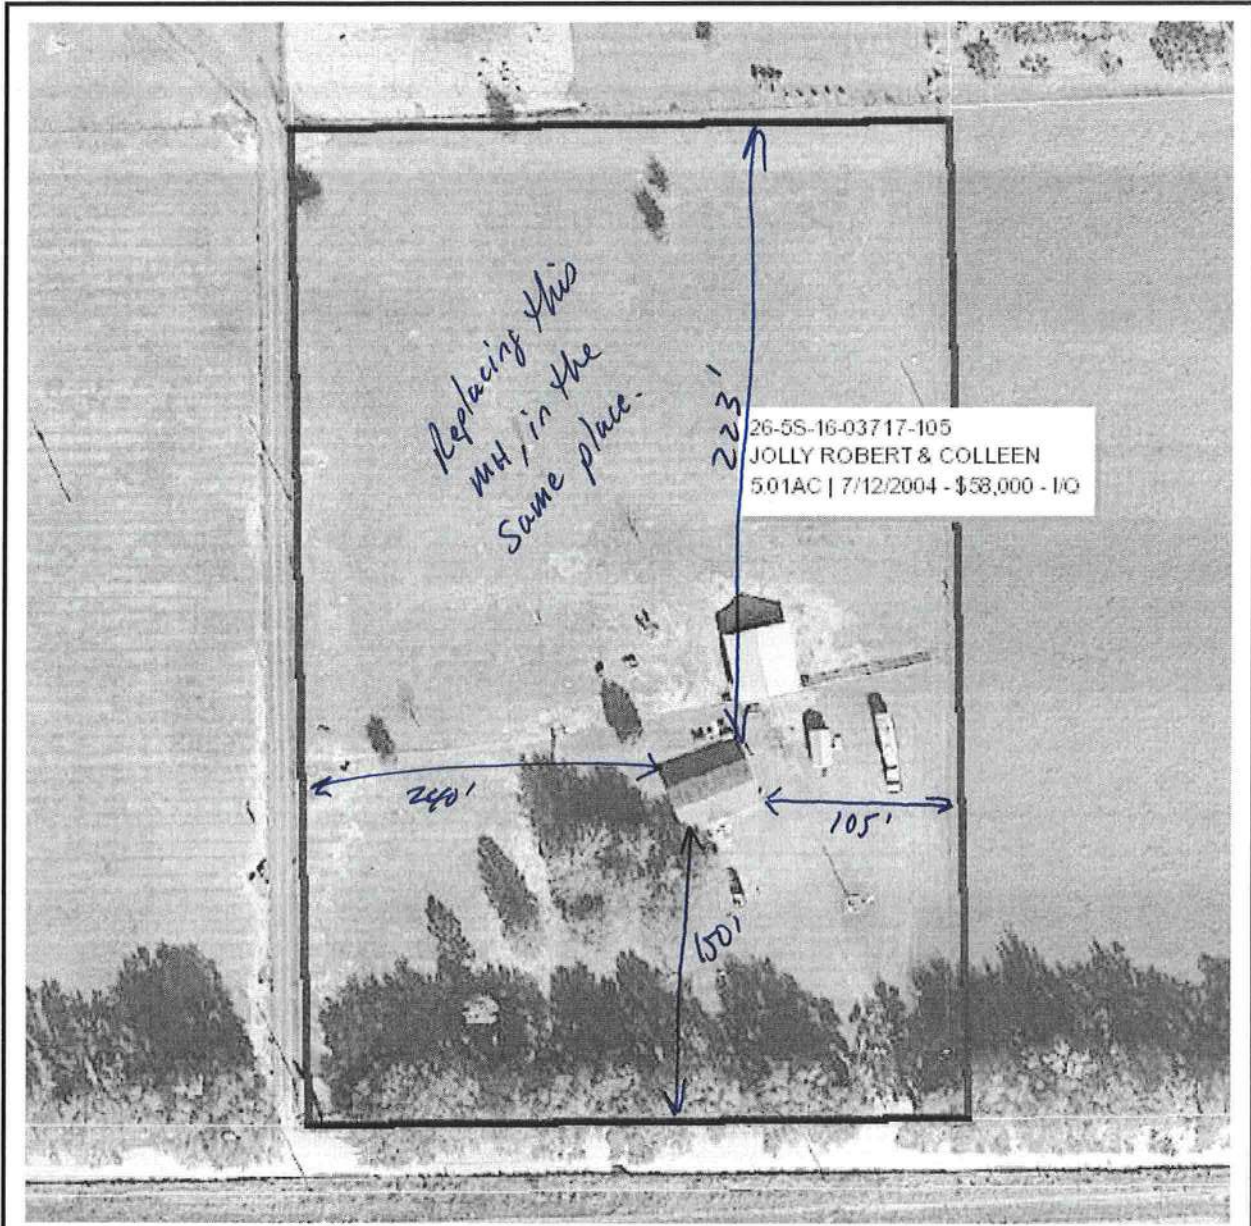 Replacing this
MH, in the
Same place.
223'
26-5S-16-03717-105
JOLLY ROBERT & COLLEEN
5.01AC | 7/12/2004 - $58,000 - I/Q
240'
105'
150'